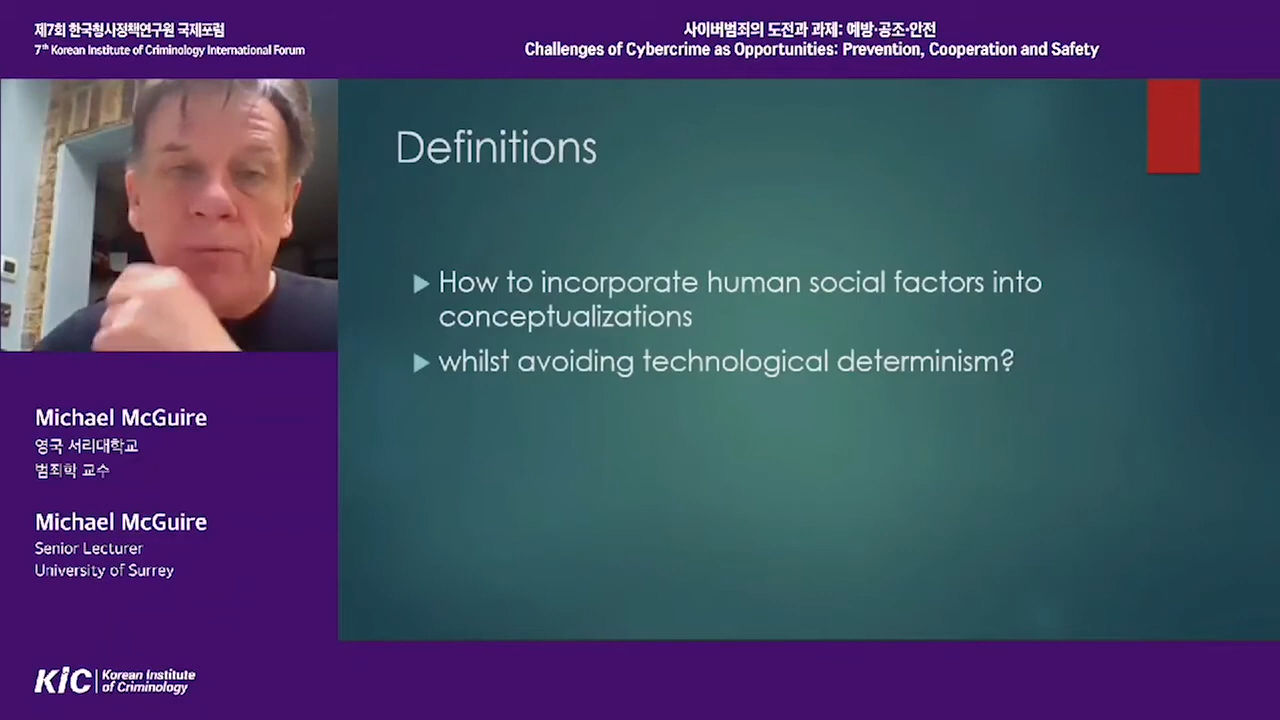 제7회 한국형사정책연구원 국제포럼
7th Korean Institute of Criminology International Forum
사이버범죄의 도전과 과제: 예방·공조·안전
Challenges of Cybercrime as Opportunities: Prevention, Cooperation and Safety
Definitions
How to incorporate human social factors into
conceptualizations
whilst avoiding technological determinism?
Michael McGuire
영국 서리대학교
범죄학 교수
Michael McGuire
Senior Lecturer
University of Surrey
KIC
Korean Institute
of Criminology